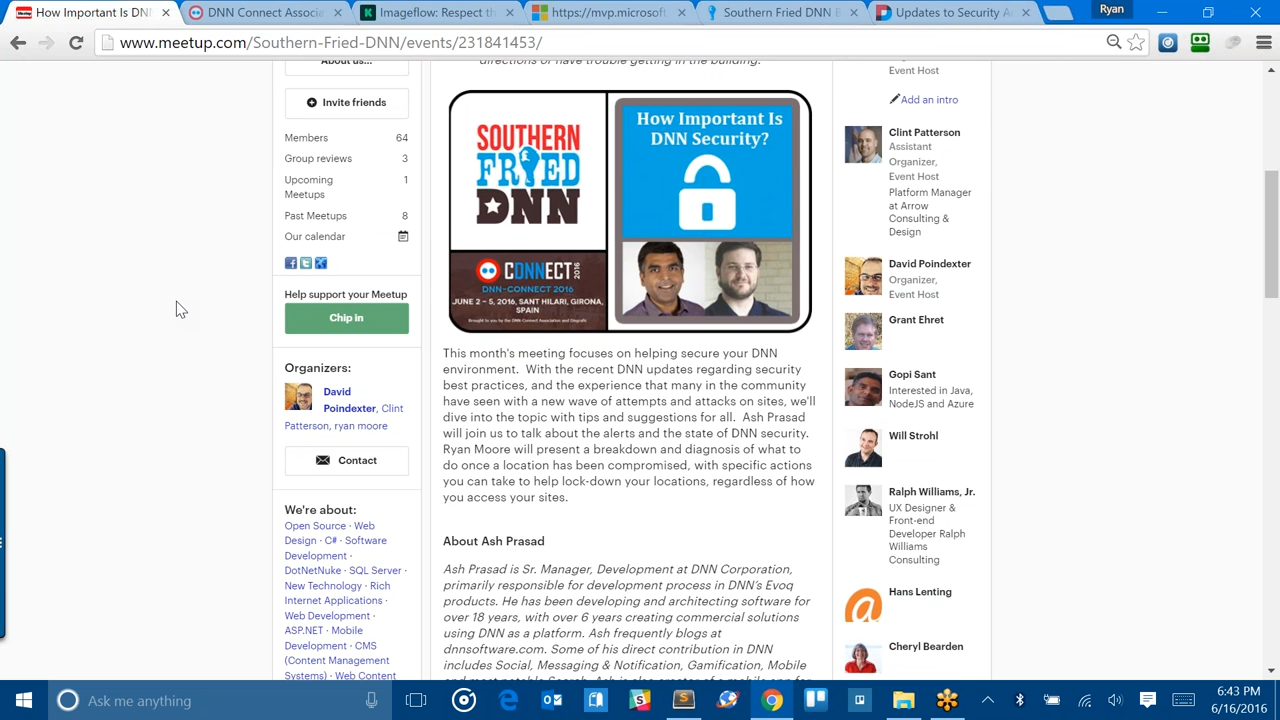 How Important Is DN
DNN Connect Associa
Imageflow: Respect the
https://mvp.microsoft
Southern Fried DNN
Updates to Security A
Ryan
www.meetup.com/Southern-Fried-DNN/events/231841453/
About us...
Invite friends
Members 64
Group reviews 3
Upcoming 1
Meetups
Past Meetups 8
Our calendar
Help support your Meetup
Chip in
Organizers:
David
Poindexter, Clint
Patterson, ryan moore
Contact
We're about:
Open Source · Web
Design · C# · Software
Development ·
DotNetNuke · SQL Server ·
New Technology · Rich
Internet Applications ·
Web Development ·
ASP.NET · Mobile
Development · CMS
(Content Management
Systems) · Web Content
directions or have trouble getting in the building.
SOUTHERN
FRIED
DNN
CDNNECT 2016
DNN-CONNECT 2016
JUNE 2 - 5, 2016, SANT HILARI, GIRONA,
SPAIN
Brought to you by the DNN Connect Association and
How Important Is
DNN Security?
This month's meeting focuses on helping secure your DNN
environment. With the recent DNN updates regarding security
best practices, and the experience that many in the community
have seen with a new wave of attempts and attacks on sites, we'll
dive into the topic with tips and suggestions for all. Ash Prasad
will join us to talk about the alerts and the state of DNN security.
Ryan Moore will present a breakdown and diagnosis of what to
do once a location has been compromised, with specific actions
you can take to help lock-down your locations, regardless of how
you access your sites.
About Ash Prasad
Ash Prasad is Sr. Manager, Development at DNN Corporation,
primarily responsible for development process in DNN's Evoq
products. He has been developing and architecting software for
over 18 years, with over 6 years creating commercial solutions
using DNN as a platform. Ash frequently blogs at
dnnsoftware.com. Some of his direct contribution in DNN
includes Social, Messaging & Notification, Gamification, Mobile
Event Host
Add an intro
Clint Patterson
Assistant
Organizer,
Event Host
Platform Manager
at Arrow
Consulting &
Design
David Poindexter
Organizer,
Event Host
Grant Ehret
Gopi Sant
Interested in Java,
NodeJS and Azure
Will Strohl
Ralph Williams, Jr.
UX Designer &
Front-end
Developer Ralph
Williams
Consulting
Hans Lenting
Cheryl Bearden
Ask me anything
6:43 PM
6/16/2016